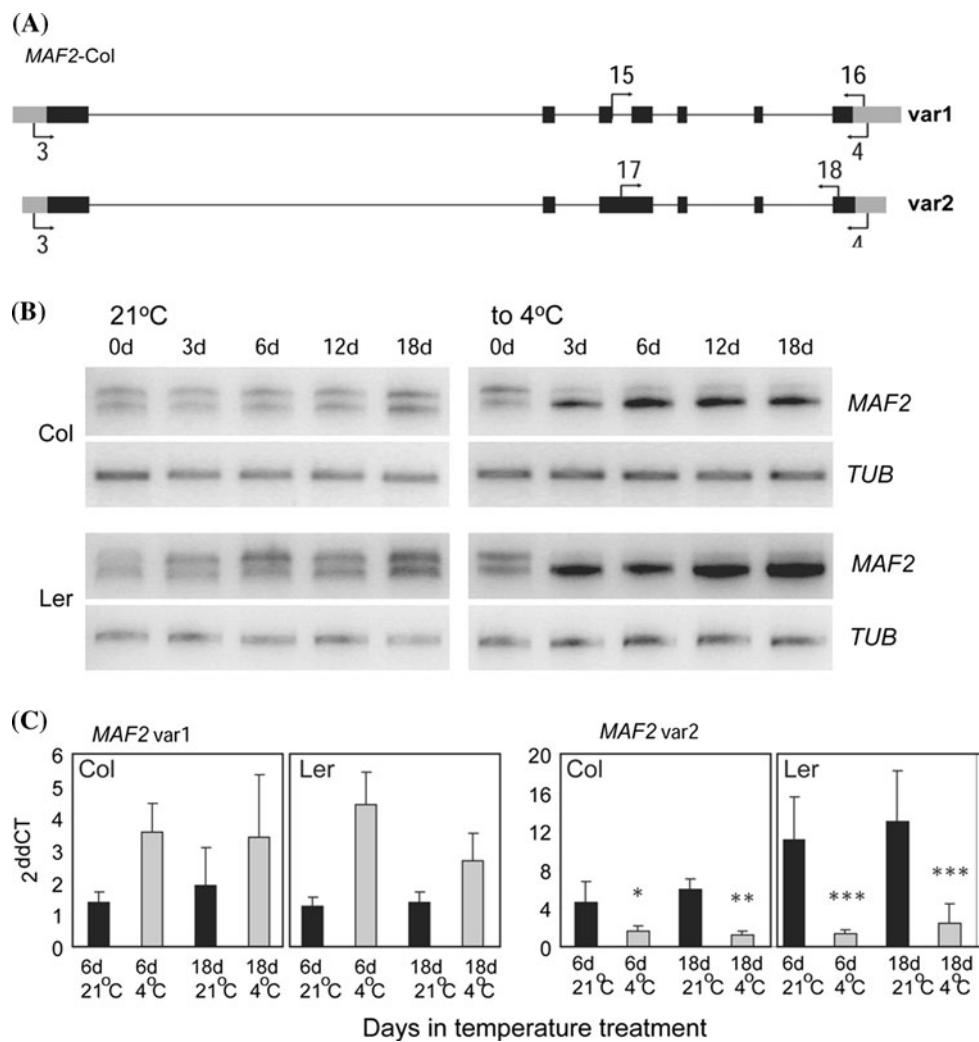 (A)
MAF2-Col
15 16
var1
3 4
17 18
var2
3 4
(B)
21°C to 4°C
0d 3d 6d 12d 18d 0d 3d 6d 12d 18d
Col MAF2
TUB
Ler MAF2
TUB
(C)
MAF2 var1 MAF2 var2
Col Ler Col Ler
2^ddCT
6
5
4
3
2
1
0
20
16
12
8
4
0
* ** *** ***
6d 6d 18d 18d 6d 6d 18d 18d 6d 6d 18d 18d 6d 6d 18d 18d
21°C 4°C 21°C 4°C 21°C 4°C 21°C 4°C 21°C 4°C 21°C 4°C 21°C 4°C 21°C 4°C
Days in temperature treatment